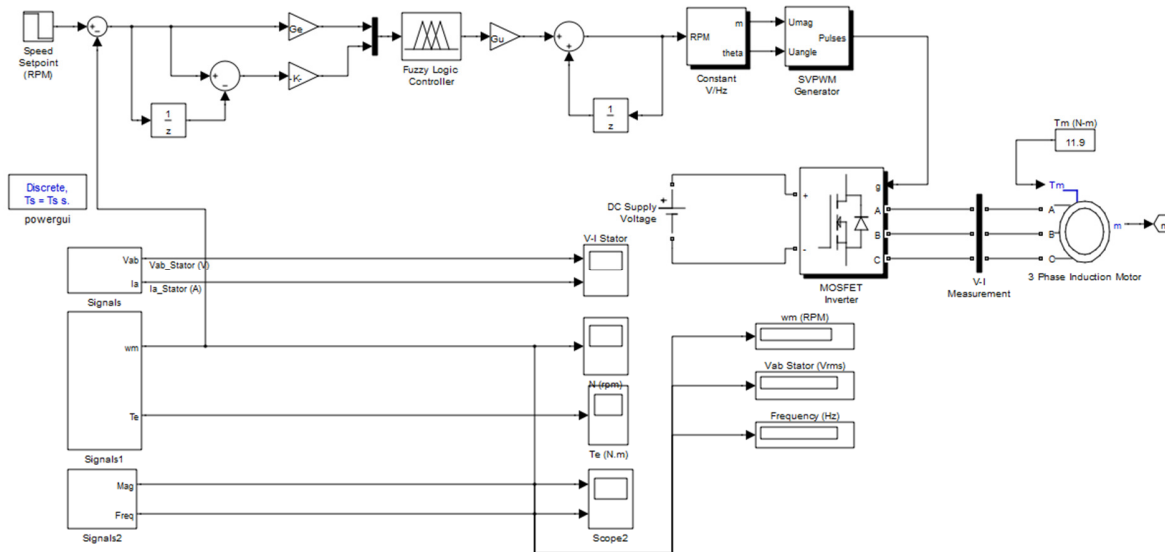 Speed
Setpoint
(RPM)
Ge
-K-
1
z
Fuzzy Logic
Controller
Gu
1
z
RPM
m
theta
Constant
V/Hz
Umag
Uangle
Pulses
SVPWM
Generator
Tm (N-m)
11.9
Discrete,
Ts = Ts s.
powergui
DC Supply
Voltage
+
-
g
A
B
C
MOSFET
Inverter
V-I
Measurement
Tm
A
B
C
m
3 Phase Induction Motor
Vab
Ia
Vab_Stator (V)
Ia_Stator (A)
Signals
V-I Stator
wm
Te
Signals1
N (rpm)
Te (N.m)
wm (RPM)
Vab Stator (Vrms)
Frequency (Hz)
Mag
Freq
Signals2
Scope2